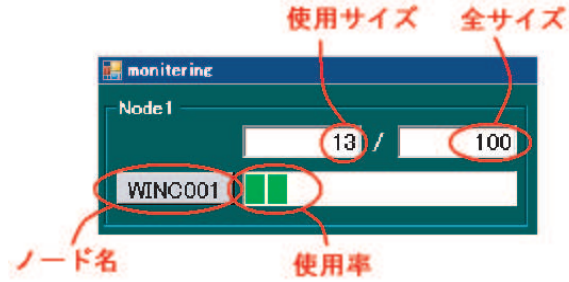 使用サイズ 全サイズ
monitering
Node1
13 / 100
WINC001
ノード名 使用率